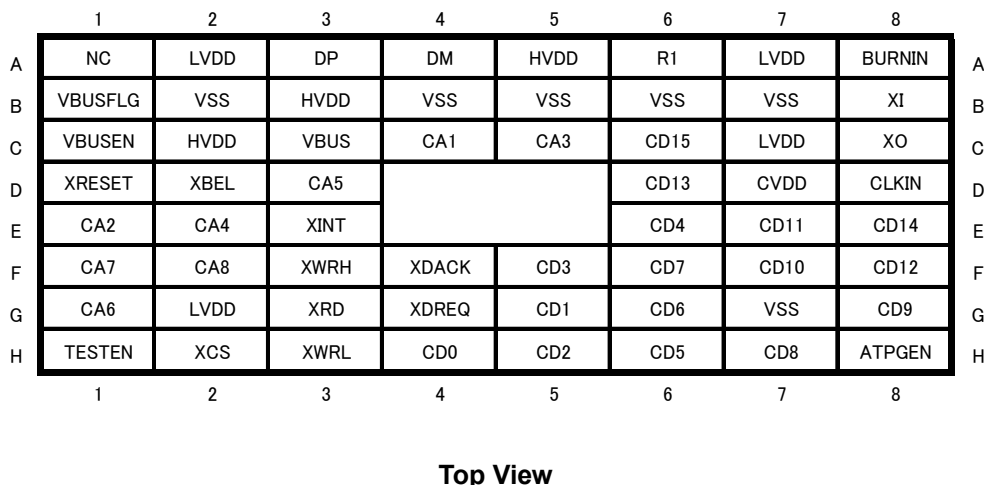 1 2 3 4 5 6 7 8
A NC LVDD DP DM HVDD R1 LVDD BURNIN A
B VBUSFLG VSS HVDD VSS VSS VSS VSS XI B
C VBUSEN HVDD VBUS CA1 CA3 CD15 LVDD XO C
D XRESET XBEL CA5 CD13 CVDD CLKIN D
E CA2 CA4 XINT CD4 CD11 CD14 E
F CA7 CA8 XWRH XDACK CD3 CD7 CD10 CD12 F
G CA6 LVDD XRD XDREQ CD1 CD6 VSS CD9 G
H TESTEN XCS XWRL CD0 CD2 CD5 CD8 ATPGEN H
1 2 3 4 5 6 7 8
Top View